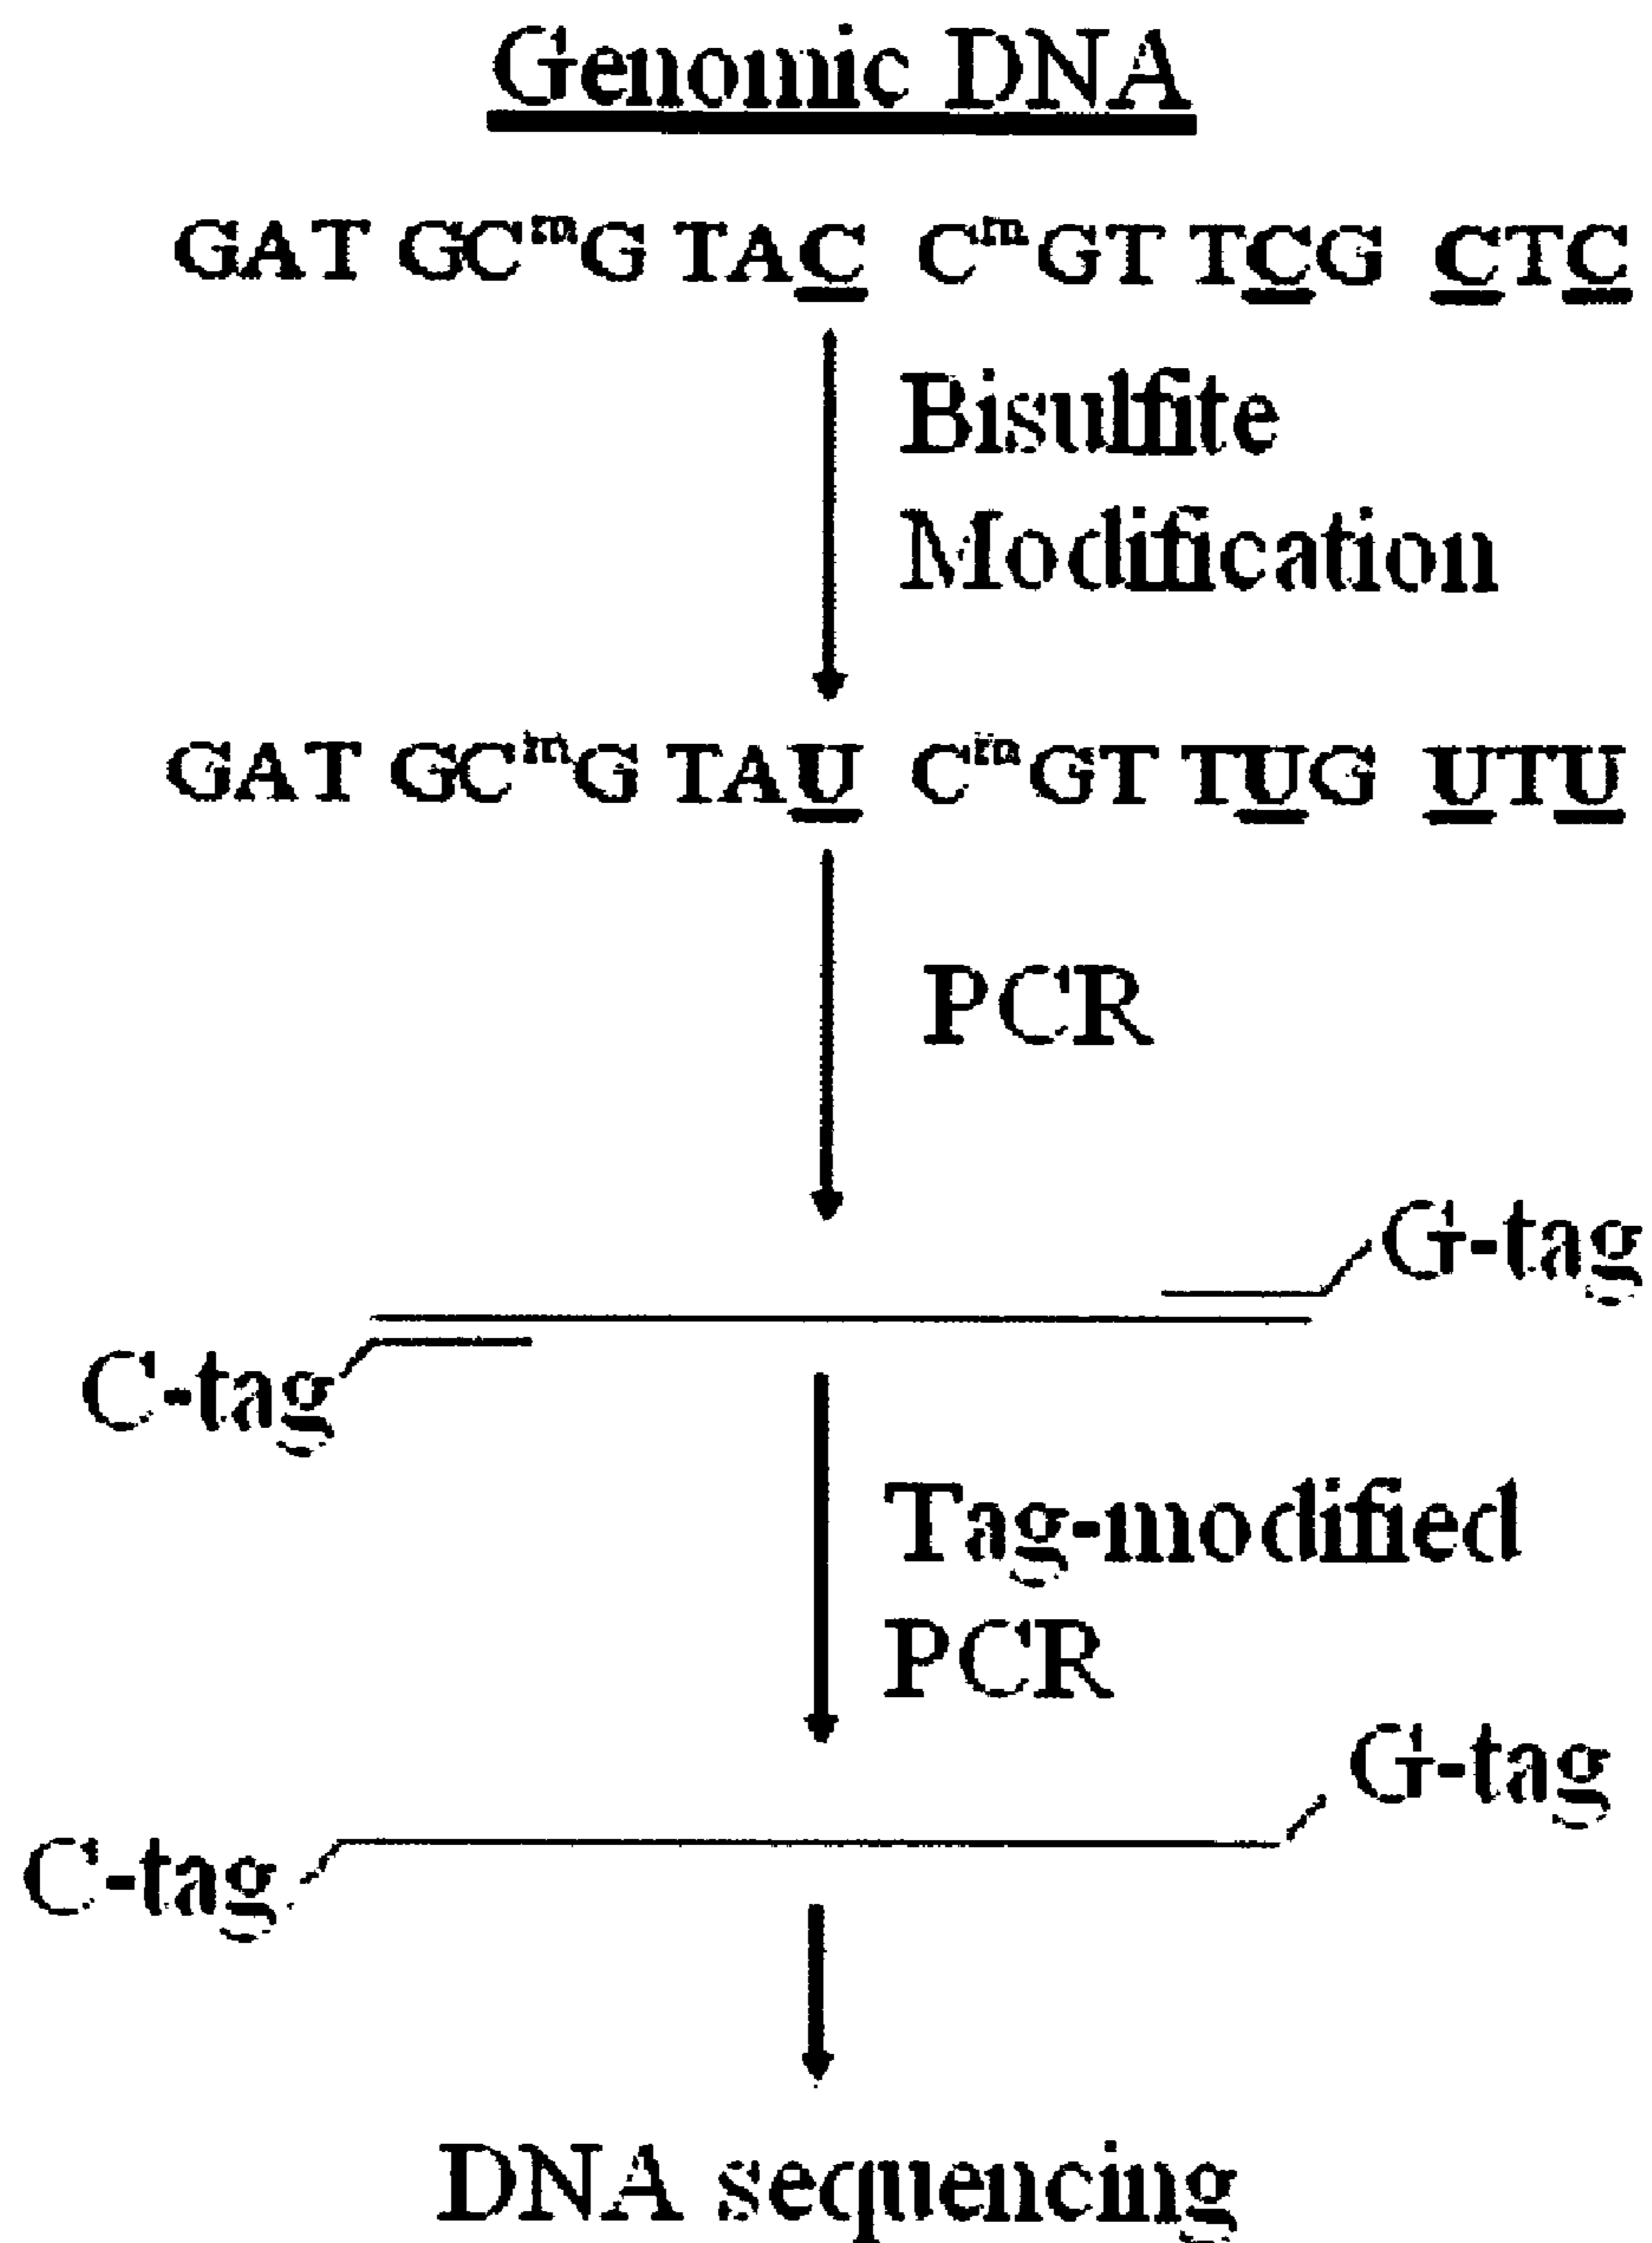 Genomic DNA
GAT GCᵐG TAC CᵐGT TCG CTC
Bisulfite
Modification
GAT GCᵐG TAU CᵐGT TUG UTU
PCR
G-tag
C-tag
Tag-modified
PCR
G-tag
C-tag
DNA sequencing